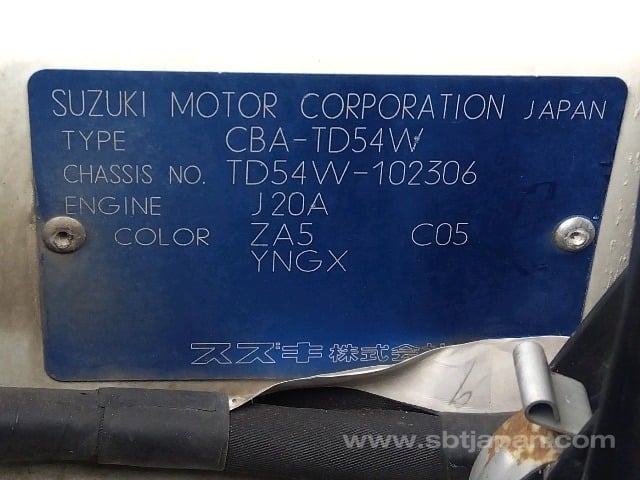 SUZUKI MOTOR CORPORATION JAPAN
TYPE CBA-TD54W
CHASSIS NO. TD54W-102306
ENGINE J20A
COLOR ZA5 C05
YNGX
スズキ株式会
www.sbtjapan.com